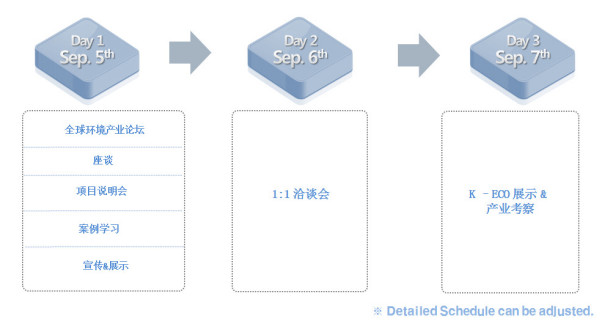 Day 1
Sep. 5th
Day 2
Sep. 6th
Day 3
Sep. 7th
全球环境产业论坛
座谈
项目说明会
案例学习
宣传&展示
1:1 洽谈会
K -ECO 展示 &
产业考察
※ Detailed Schedule can be adjusted.